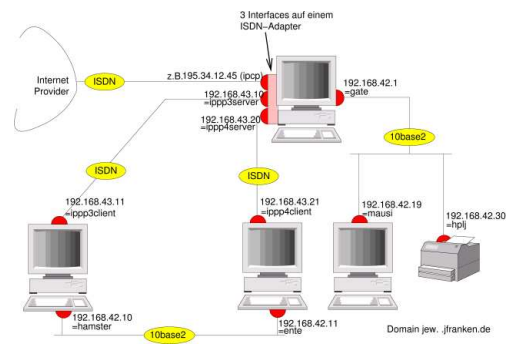 3 Interfaces auf einem
ISDN-Adapter
Internet
Provider
ISDN
z.B.195.34.12.45 (ipcp)
192.168.43.10
=ippp3server
192.168.43.20
=ippp4server
192.168.42.1
=gate
10base2
ISDN
ISDN
192.168.43.11
=ippp3client
192.168.43.21
=ippp4client
192.168.42.19
=mausi
192.168.42.30
=hplj
192.168.42.10
=hamster
10base2
192.168.42.11
=ente
Domain jew. .jfranken.de